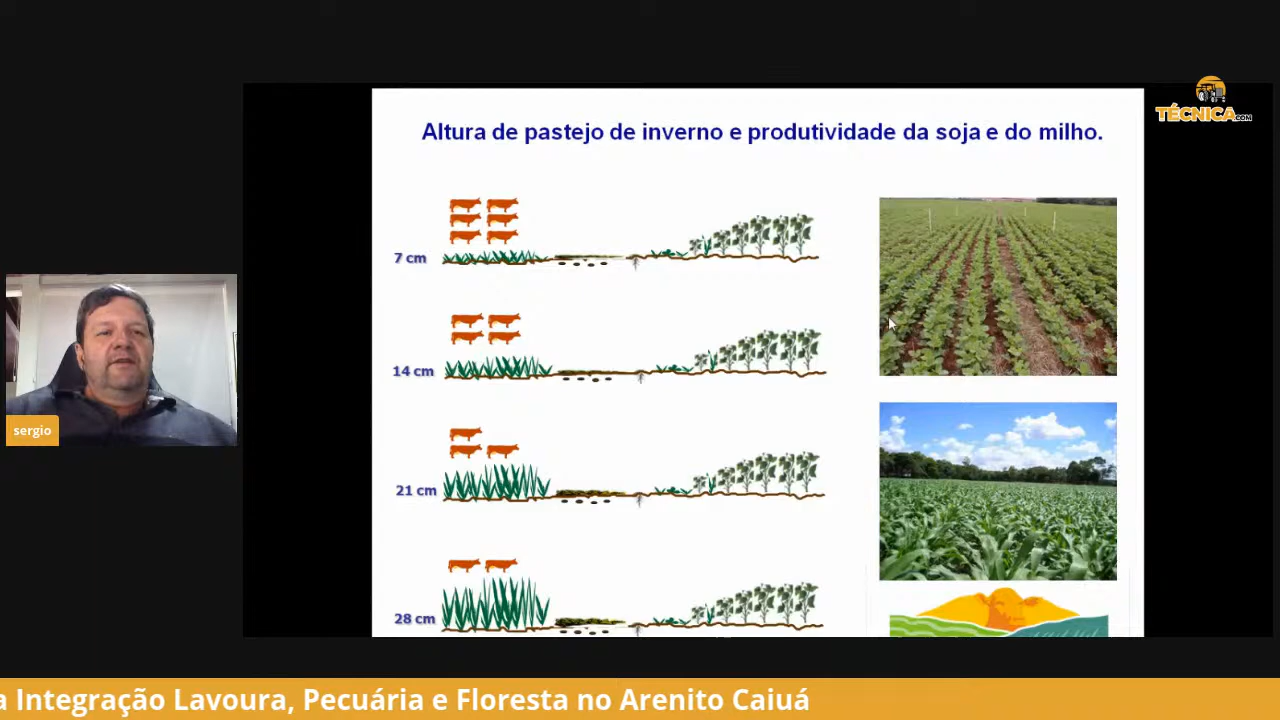 TÉCNICA.CON
Altura de pastejo de inverno e produtividade da soja e do milho.
7 cm
14 cm
21 cm
28 cm
sergio
a Integração Lavoura, Pecuária e Floresta no Arenito Caiuá